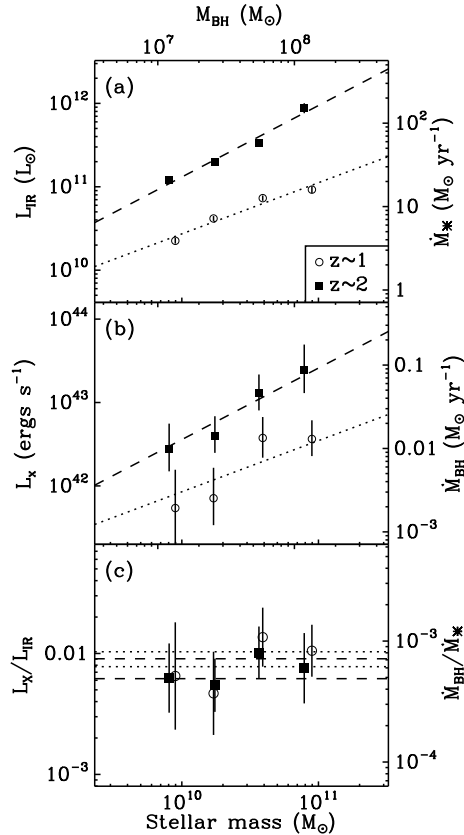 M_BH (M_⊙)
10^7 10^8
(a)
10^12
10^11
10^10
L_IR (L_⊙)
10^2
10
1
Ṁ_* (M_⊙ yr^−1)
z~1
z~2
(b)
10^44
10^43
10^42
L_x (ergs s^−1)
0.1
0.01
10^−3
Ṁ_BH (M_⊙ yr^−1)
(c)
0.01
10^−3
L_X/L_IR
10^−3
10^−4
Ṁ_BH/Ṁ_*
10^10 10^11
Stellar mass (M_⊙)